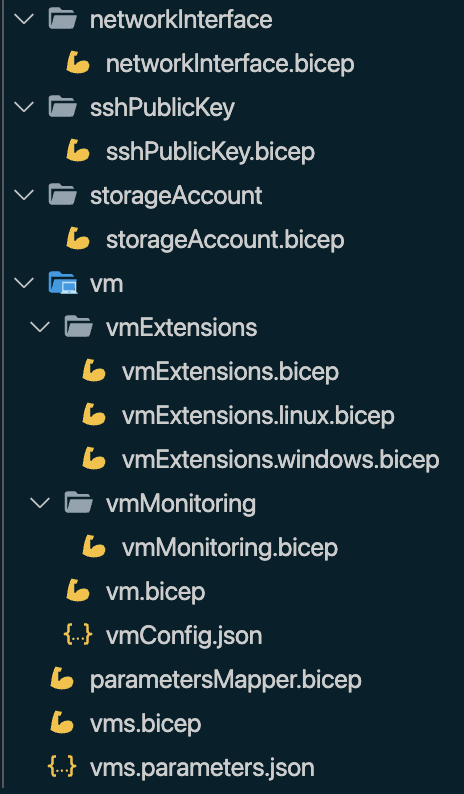 networkInterface
networkInterface.bicep
sshPublicKey
sshPublicKey.bicep
storageAccount
storageAccount.bicep
vm
vmExtensions
vmExtensions.bicep
vmExtensions.linux.bicep
vmExtensions.windows.bicep
vmMonitoring
vmMonitoring.bicep
vm.bicep
{...} vmConfig.json
parametersMapper.bicep
vms.bicep
{...} vms.parameters.json